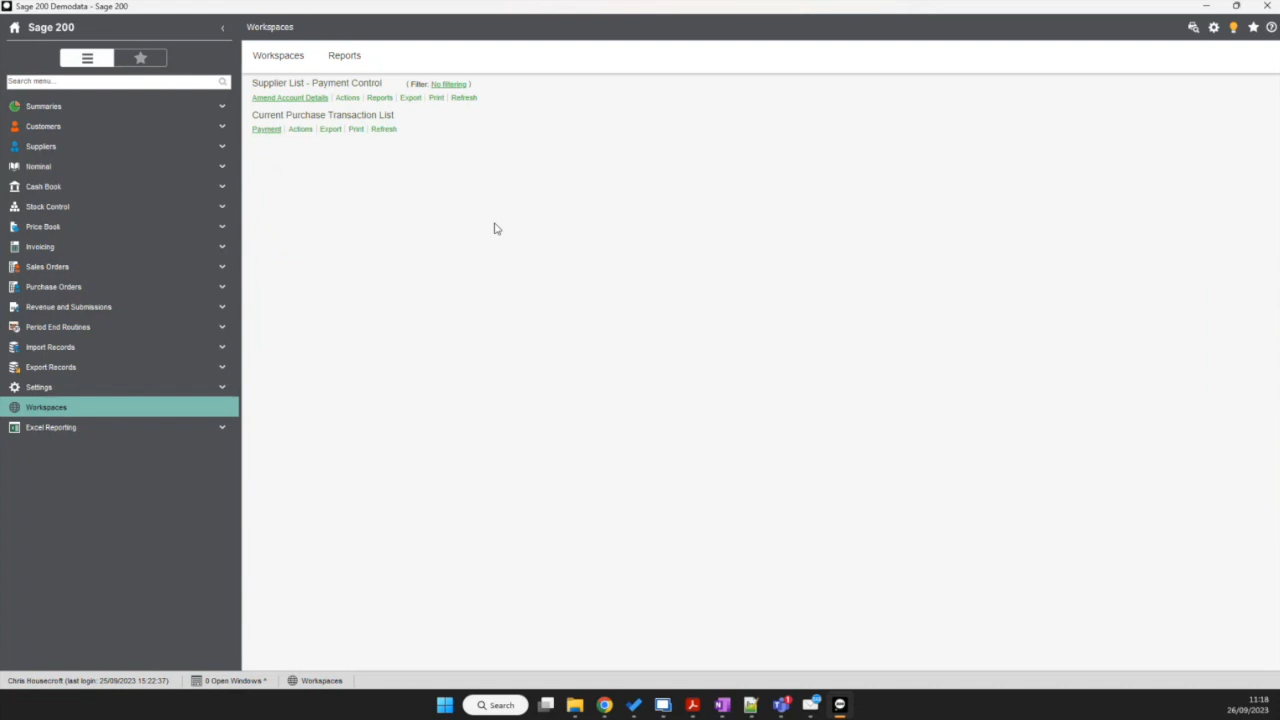 Sage 200 Demodata - Sage 200
Sage 200
Workspaces
Workspaces Reports
Search menu...
Supplier List - Payment Control ( Filter: No filtering )
Amend Account Details | Actions | Reports | Export | Print | Refresh
Current Purchase Transaction List
Payment | Actions | Export | Print | Refresh
Summaries
Customers
Suppliers
Nominal
Cash Book
Stock Control
Price Book
Invoicing
Sales Orders
Purchase Orders
Revenue and Submissions
Period End Routines
Import Records
Export Records
Settings
Workspaces
Excel Reporting
Chris Housecroft (last login: 25/09/2023 15:22:37) 0 Open Windows ^ Workspaces
Search
11:18
26/09/2023